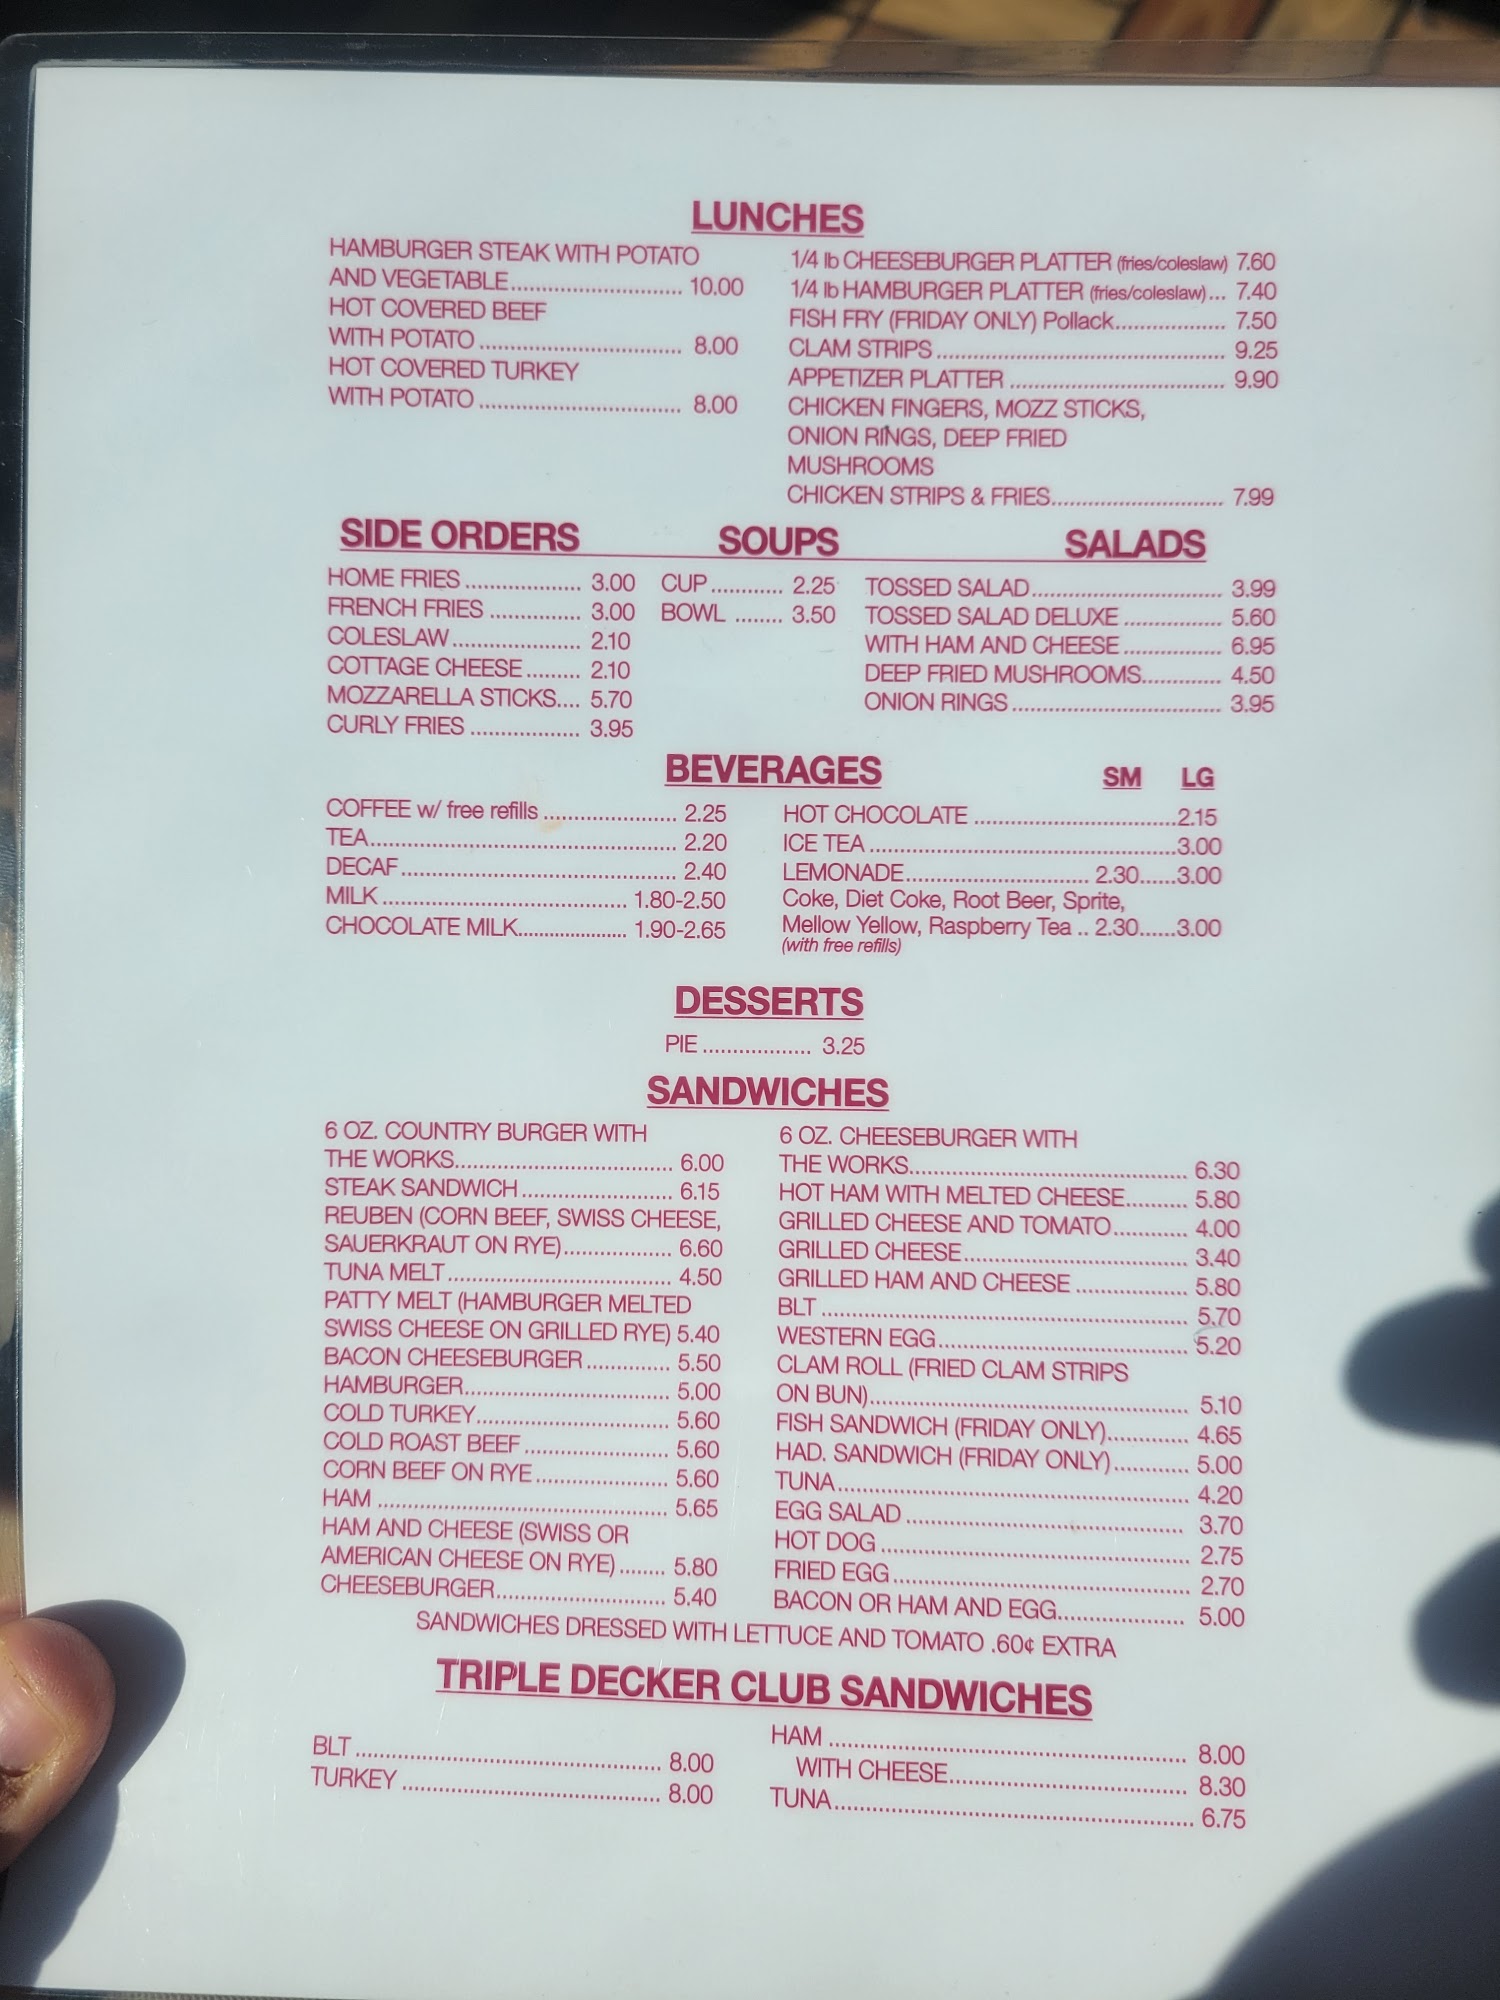 LUNCHES
HAMBURGER STEAK WITH POTATO
AND VEGETABLE............................ 10.00
HOT COVERED BEEF
WITH POTATO ................................. 8.00
HOT COVERED TURKEY
WITH POTATO ................................. 8.00
1/4 lb CHEESEBURGER PLATTER (fries/coleslaw) 7.60
1/4 lb HAMBURGER PLATTER (fries/coleslaw)... 7.40
FISH FRY (FRIDAY ONLY) Pollack.................. 7.50
CLAM STRIPS ............................................... 9.25
APPETIZER PLATTER ................................... 9.90
CHICKEN FINGERS, MOZZ STICKS,
ONION RINGS, DEEP FRIED
MUSHROOMS
CHICKEN STRIPS & FRIES............................ 7.99
SIDE ORDERS
HOME FRIES ................... 3.00
FRENCH FRIES ............... 3.00
COLESLAW..................... 2.10
COTTAGE CHEESE ......... 2.10
MOZZARELLA STICKS.... 5.70
CURLY FRIES .................. 3.95
SOUPS
CUP............ 2.25
BOWL ........ 3.50
SALADS
TOSSED SALAD............................... 3.99
TOSSED SALAD DELUXE ................ 5.60
WITH HAM AND CHEESE ................ 6.95
DEEP FRIED MUSHROOMS............. 4.50
ONION RINGS .................................. 3.95
BEVERAGES
SM LG
COFFEE w/ free refills ...................... 2.25
TEA................................................... 2.20
DECAF.............................................. 2.40
MILK ........................................ 1.80-2.50
CHOCOLATE MILK..................... 1.90-2.65
HOT CHOCOLATE .................................2.15
ICE TEA ..................................................3.00
LEMONADE.............................. 2.30......3.00
Coke, Diet Coke, Root Beer, Sprite,
Mellow Yellow, Raspberry Tea .. 2.30......3.00
(with free refills)
DESSERTS
PIE .................. 3.25
SANDWICHES
6 OZ. COUNTRY BURGER WITH
THE WORKS.................................... 6.00
STEAK SANDWICH ......................... 6.15
REUBEN (CORN BEEF, SWISS CHEESE,
SAUERKRAUT ON RYE).................. 6.60
TUNA MELT ..................................... 4.50
PATTY MELT (HAMBURGER MELTED
SWISS CHEESE ON GRILLED RYE) 5.40
BACON CHEESEBURGER .............. 5.50
HAMBURGER.................................. 5.00
COLD TURKEY................................ 5.60
COLD ROAST BEEF ........................ 5.60
CORN BEEF ON RYE ...................... 5.60
HAM ................................................ 5.65
HAM AND CHEESE (SWISS OR
AMERICAN CHEESE ON RYE) ........ 5.80
CHEESEBURGER............................ 5.40
6 OZ. CHEESEBURGER WITH
THE WORKS.............................................. 6.30
HOT HAM WITH MELTED CHEESE.......... 5.80
GRILLED CHEESE AND TOMATO............ 4.00
GRILLED CHEESE..................................... 3.40
GRILLED HAM AND CHEESE .................. 5.80
BLT ............................................................ 5.70
WESTERN EGG......................................... 5.20
CLAM ROLL (FRIED CLAM STRIPS
ON BUN).................................................... 5.10
FISH SANDWICH (FRIDAY ONLY)............. 4.65
HAD. SANDWICH (FRIDAY ONLY) ............ 5.00
TUNA......................................................... 4.20
EGG SALAD .............................................. 3.70
HOT DOG .................................................. 2.75
FRIED EGG ................................................ 2.70
BACON OR HAM AND EGG..................... 5.00
SANDWICHES DRESSED WITH LETTUCE AND TOMATO .60¢ EXTRA
TRIPLE DECKER CLUB SANDWICHES
BLT ................................................... 8.00
TURKEY ........................................... 8.00
HAM .......................................................... 8.00
WITH CHEESE....................................... 8.30
TUNA.......................................................... 6.75